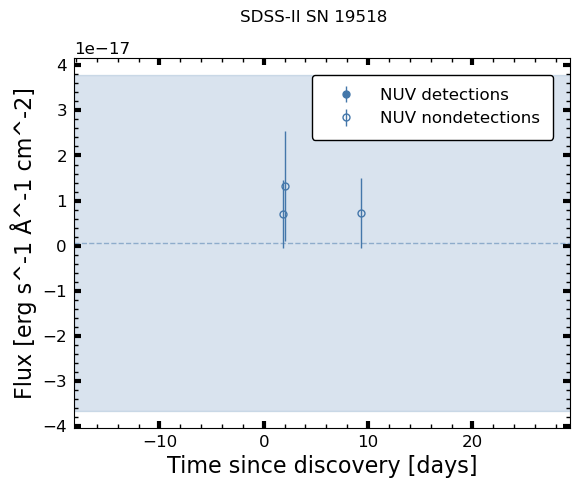 SDSS-II SN 19518
1e−17
NUV detections
NUV nondetections
4
3
2
1
0
−1
−2
−3
−4
Flux [erg s^-1 Å^-1 cm^-2]
−10 0 10 20
Time since discovery [days]